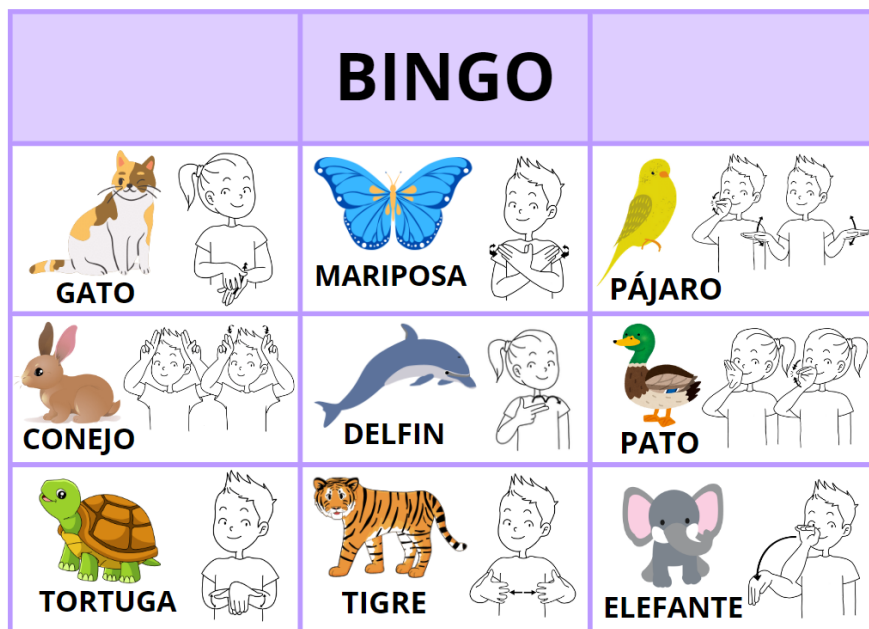 BINGO
GATO
MARIPOSA
PÁJARO
CONEJO
DELFIN
PATO
TORTUGA
TIGRE
ELEFANTE